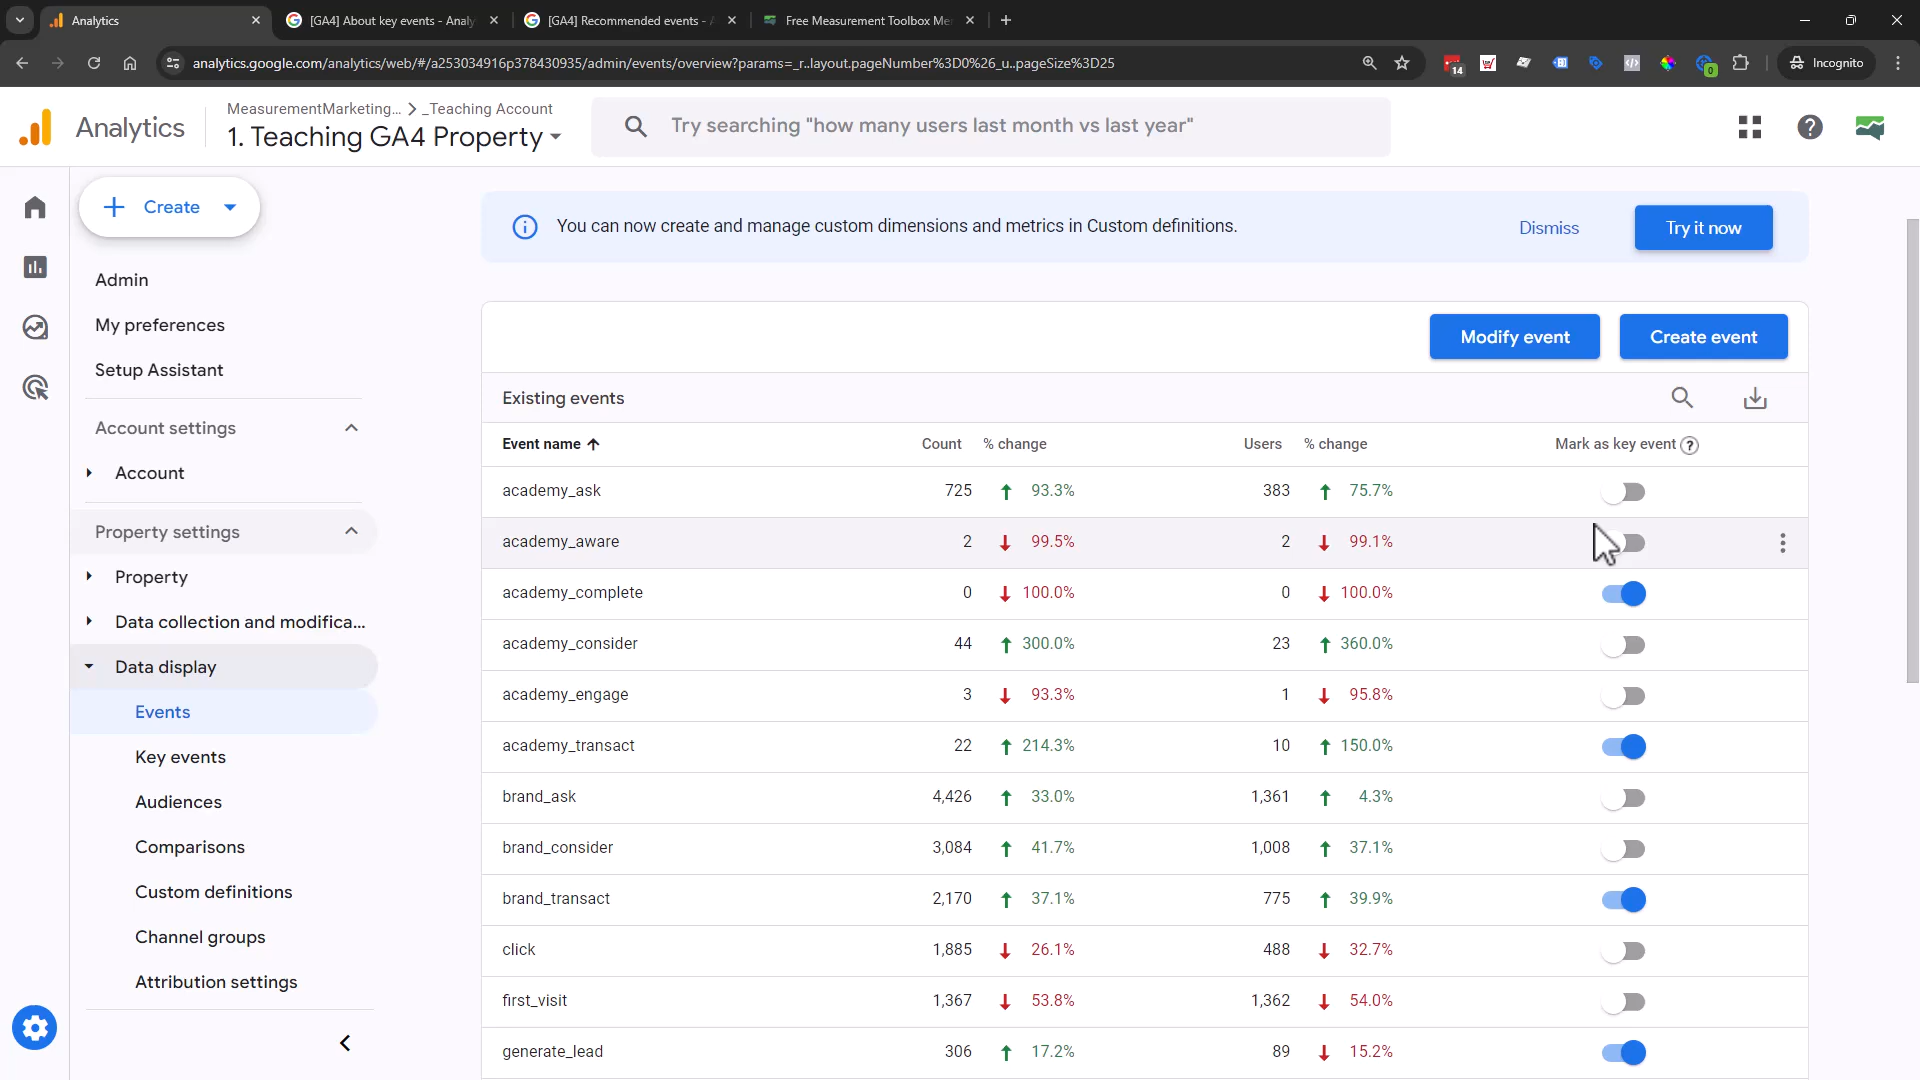 Analytics
[GA4] About key events - Analy
[GA4] Recommended events -
Free Measurement Toolbox Me
analytics.google.com/analytics/web/#/a253034916p378430935/admin/events/overview?params=_r..layout.pageNumber%3D0%26_u..pageSize%3D25
14
0
Incognito
Analytics
MeasurementMarketing... > _Teaching Account
1. Teaching GA4 Property
Try searching "how many users last month vs last year"
Create
Admin
My preferences
Setup Assistant
Account settings
Account
Property settings
Property
Data collection and modifica...
Data display
Events
Key events
Audiences
Comparisons
Custom definitions
Channel groups
Attribution settings
You can now create and manage custom dimensions and metrics in Custom definitions.
Dismiss
Try it now
Modify event
Create event
Existing events
Event name Count % change Users % change Mark as key event
academy_ask 725 93.3% 383 75.7%
academy_aware 2 99.5% 2 99.1%
academy_complete 0 100.0% 0 100.0%
academy_consider 44 300.0% 23 360.0%
academy_engage 3 93.3% 1 95.8%
academy_transact 22 214.3% 10 150.0%
brand_ask 4,426 33.0% 1,361 4.3%
brand_consider 3,084 41.7% 1,008 37.1%
brand_transact 2,170 37.1% 775 39.9%
click 1,885 26.1% 488 32.7%
first_visit 1,367 53.8% 1,362 54.0%
generate_lead 306 17.2% 89 15.2%